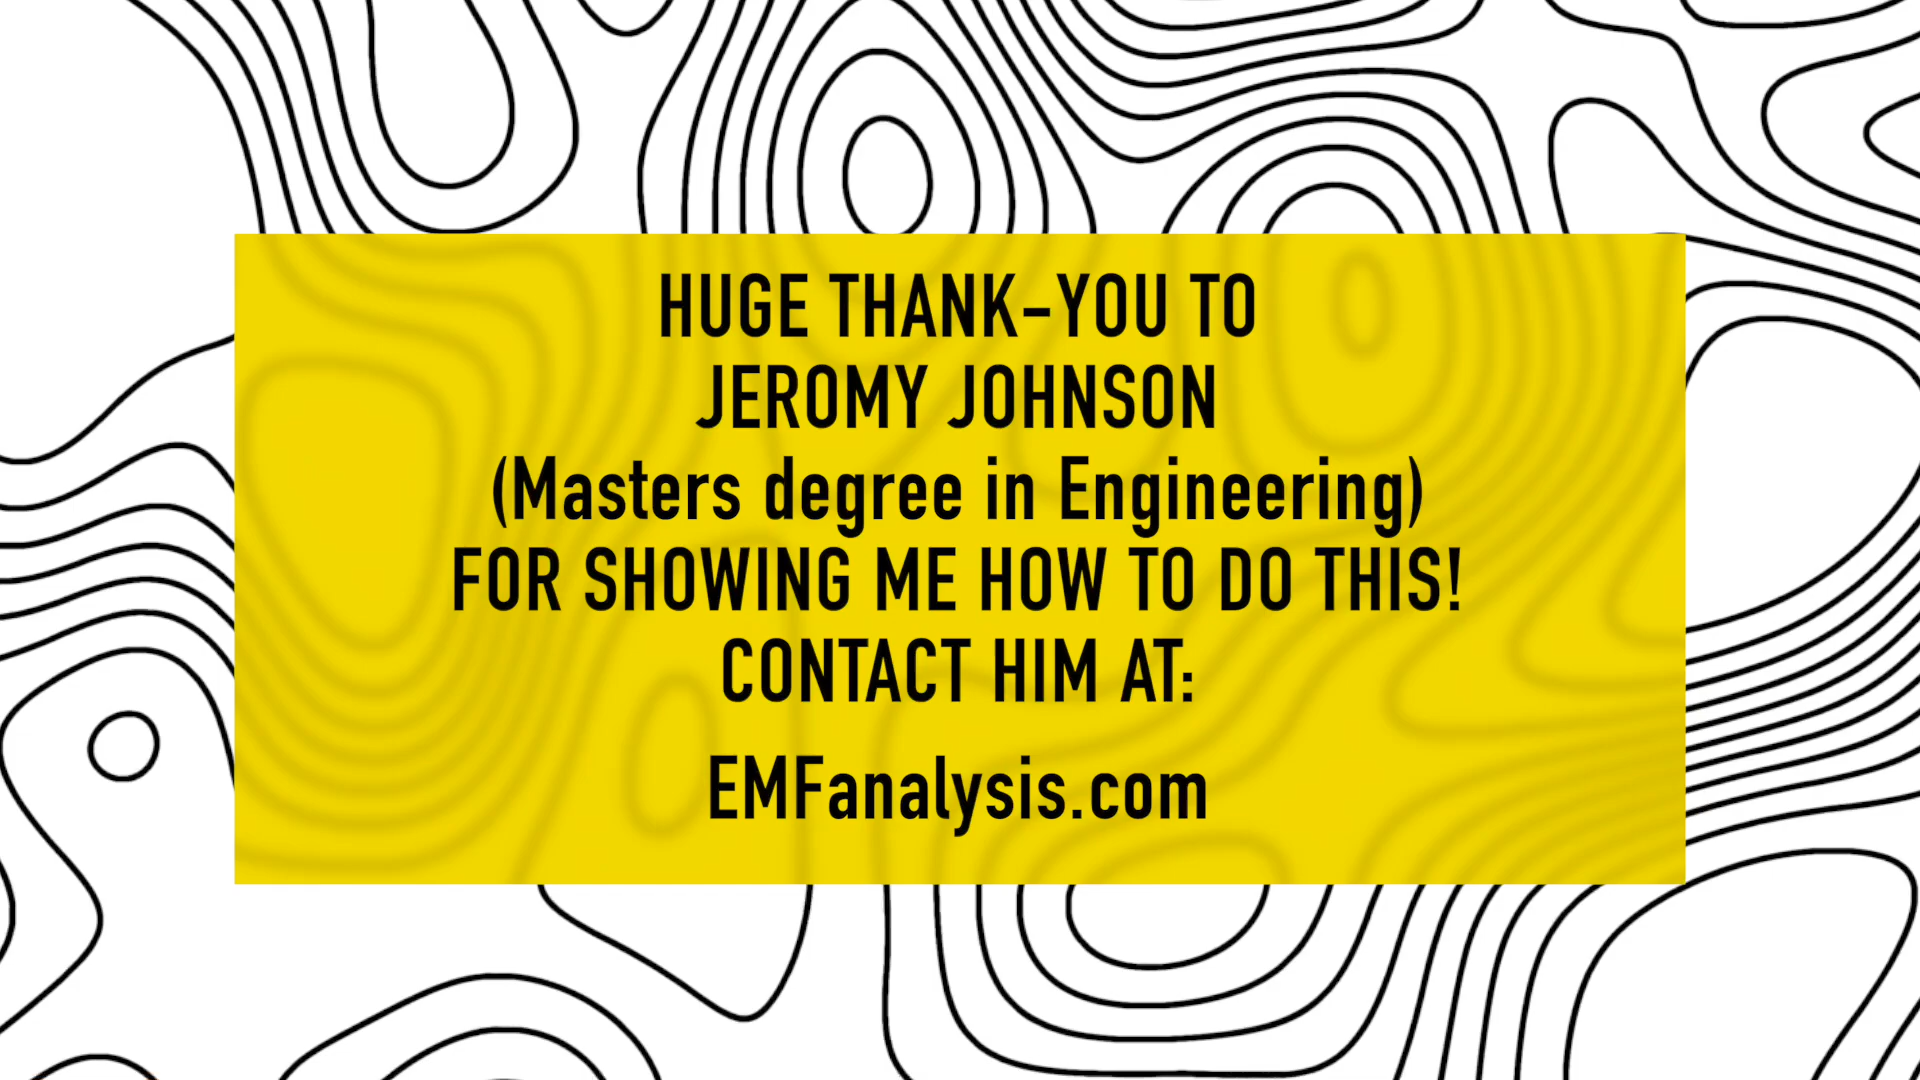 HUGE THANK-YOU TO
JEROMY JOHNSON
(Masters degree in Engineering)
FOR SHOWING ME HOW TO DO THIS!
CONTACT HIM AT:
EMFanalysis.com